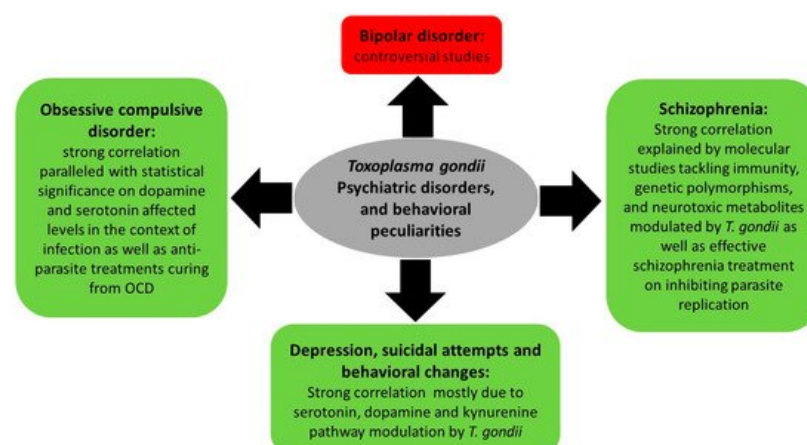 Bipolar disorder:
controversial studies
Obsessive compulsive
disorder:
strong correlation
paralleled with statistical
significance on dopamine
and serotonin affected
levels in the context of
infection as well as anti-
parasite treatments curing
from OCD
Toxoplasma gondii
Psychiatric disorders,
and behavioral
peculiarities
Schizophrenia:
Strong correlation
explained by molecular
studies tackling immunity,
genetic polymorphisms,
and neurotoxic metabolites
modulated by T. gondii as
well as effective
schizophrenia treatment
on inhibiting parasite
replication
Depression, suicidal attempts and
behavioral changes:
Strong correlation mostly due to
serotonin, dopamine and kynurenine
pathway modulation by T. gondii